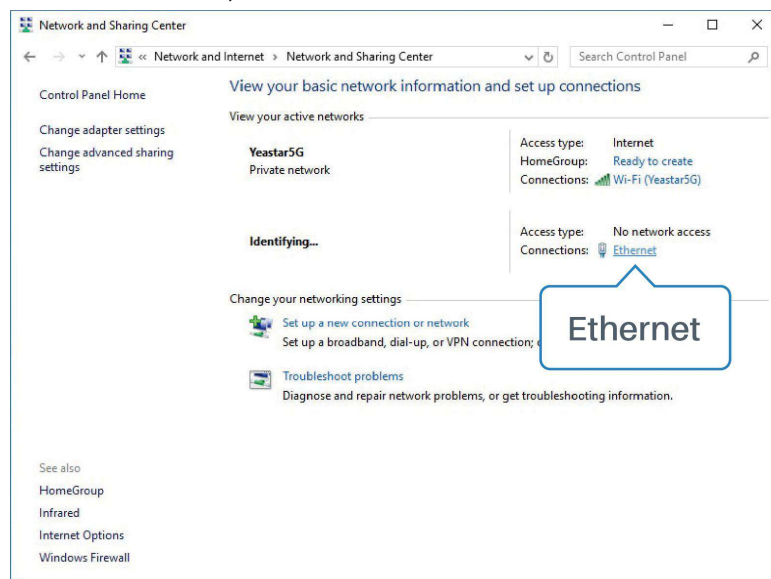 Network and Sharing Center
« Network and Internet › Network and Sharing Center
Search Control Panel
Control Panel Home
Change adapter settings
Change advanced sharing
settings
View your basic network information and set up connections
View your active networks
Yeastar5G
Private network
Access type: Internet
HomeGroup: Ready to create
Connections: Wi-Fi (Yeastar5G)
Identifying...
Access type: No network access
Connections: Ethernet
Ethernet
Change your networking settings
Set up a new connection or network
Set up a broadband, dial-up, or VPN connection;
Troubleshoot problems
Diagnose and repair network problems, or get troubleshooting information.
See also
HomeGroup
Infrared
Internet Options
Windows Firewall